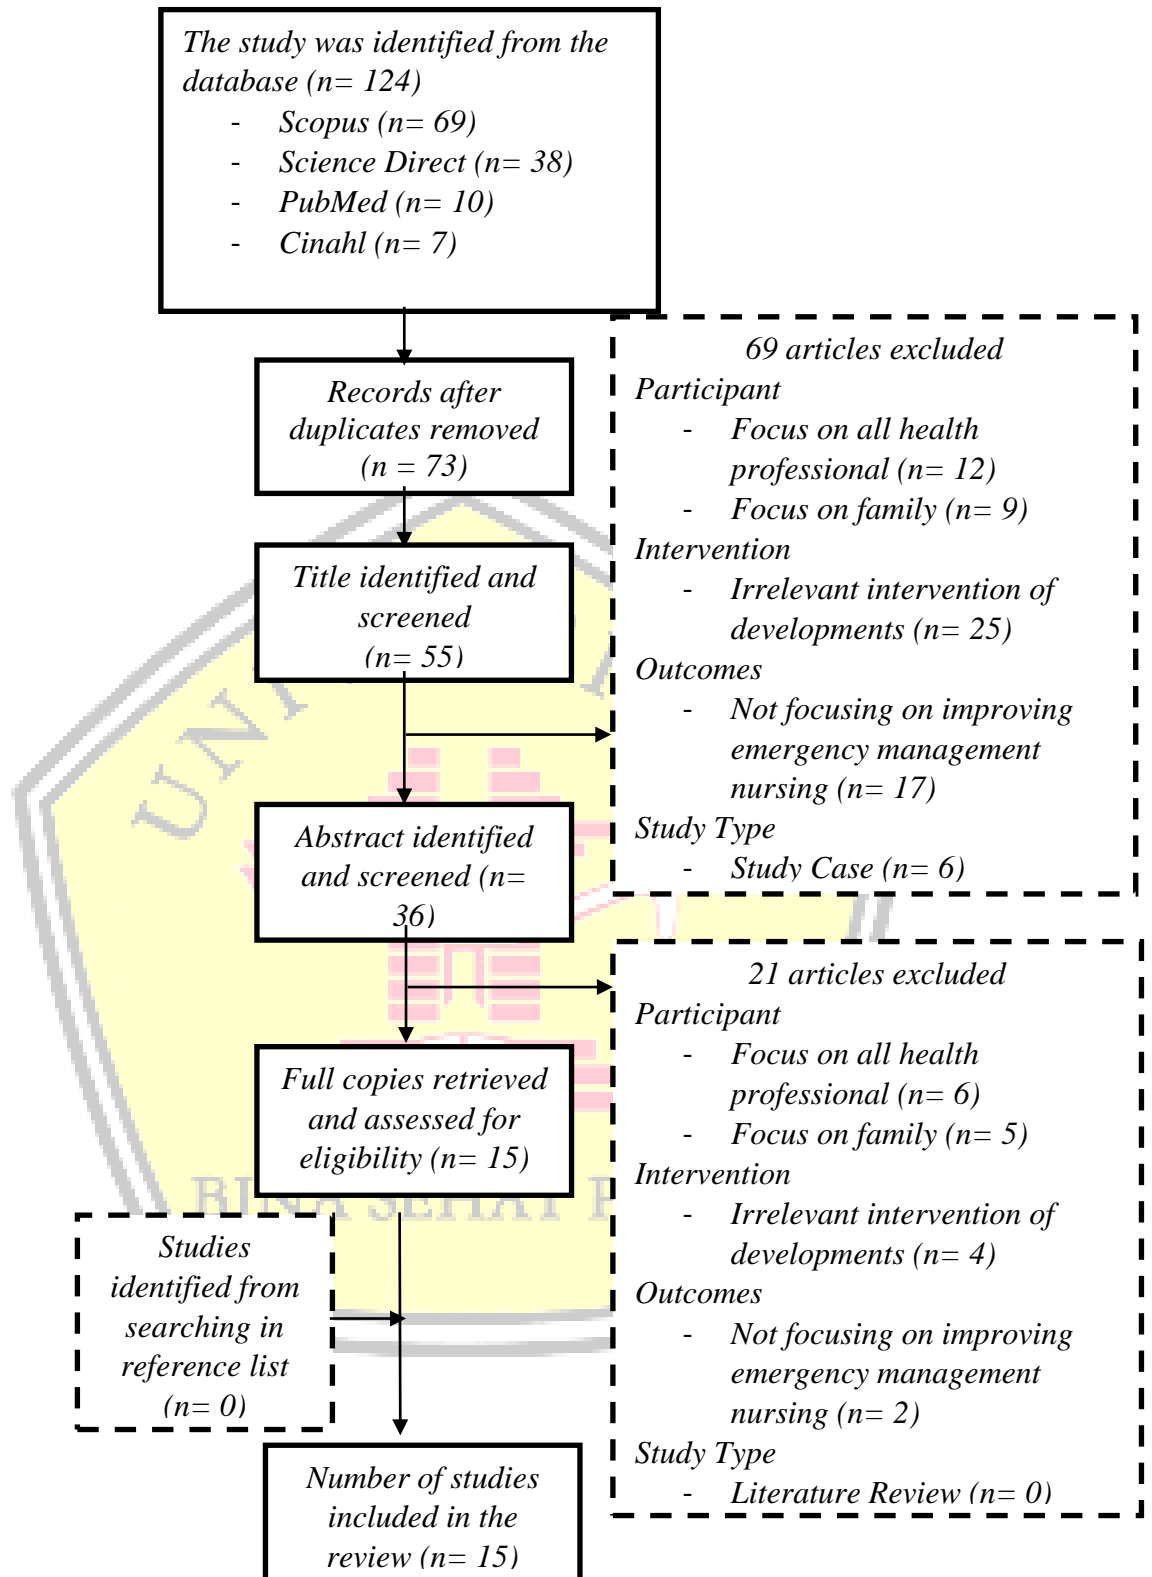 The study was identified from the
database (n= 124)
- Scopus (n= 69)
- Science Direct (n= 38)
- PubMed (n= 10)
- Cinahl (n= 7)
Records after
duplicates removed
(n = 73)
Title identified and
screened
(n= 55)
69 articles excluded
Participant
- Focus on all health
professional (n= 12)
- Focus on family (n= 9)
Intervention
- Irrelevant intervention of
developments (n= 25)
Outcomes
- Not focusing on improving
emergency management
nursing (n= 17)
Study Type
- Study Case (n= 6)
Abstract identified
and screened (n=
36)
21 articles excluded
Participant
- Focus on all health
professional (n= 6)
- Focus on family (n= 5)
Intervention
- Irrelevant intervention of
developments (n= 4)
Outcomes
- Not focusing on improving
emergency management
nursing (n= 2)
Study Type
- Literature Review (n= 0)
Full copies retrieved
and assessed for
eligibility (n= 15)
BINA SEHAT P
Studies
identified from
searching in
reference list
(n= 0)
Number of studies
included in the
review (n= 15)